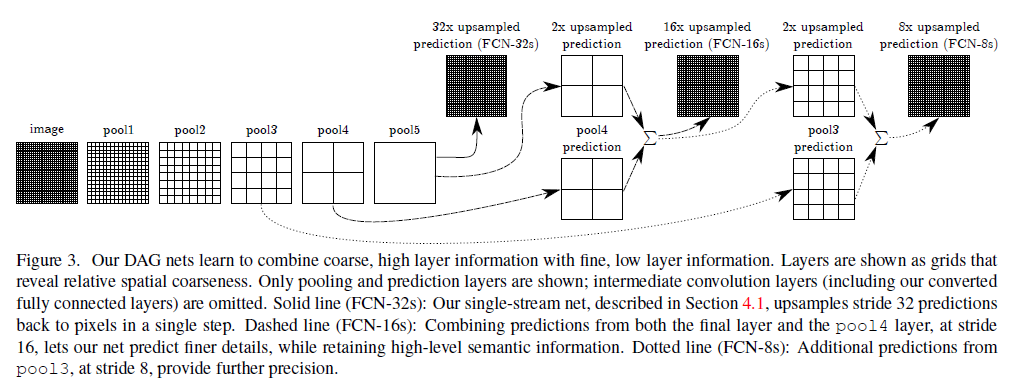 32x upsampled
prediction (FCN-32s)
2x upsampled
prediction
16x upsampled
prediction (FCN-16s)
2x upsampled
prediction
8x upsampled
prediction (FCN-8s)
image
pool1
pool2
pool3
pool4
pool5
pool4
prediction
Σ
pool3
prediction
Σ
Figure 3. Our DAG nets learn to combine coarse, high layer information with fine, low layer information. Layers are shown as grids that
reveal relative spatial coarseness. Only pooling and prediction layers are shown; intermediate convolution layers (including our converted
fully connected layers) are omitted. Solid line (FCN-32s): Our single-stream net, described in Section 4.1, upsamples stride 32 predictions
back to pixels in a single step. Dashed line (FCN-16s): Combining predictions from both the final layer and the pool4 layer, at stride
16, lets our net predict finer details, while retaining high-level semantic information. Dotted line (FCN-8s): Additional predictions from
pool3, at stride 8, provide further precision.